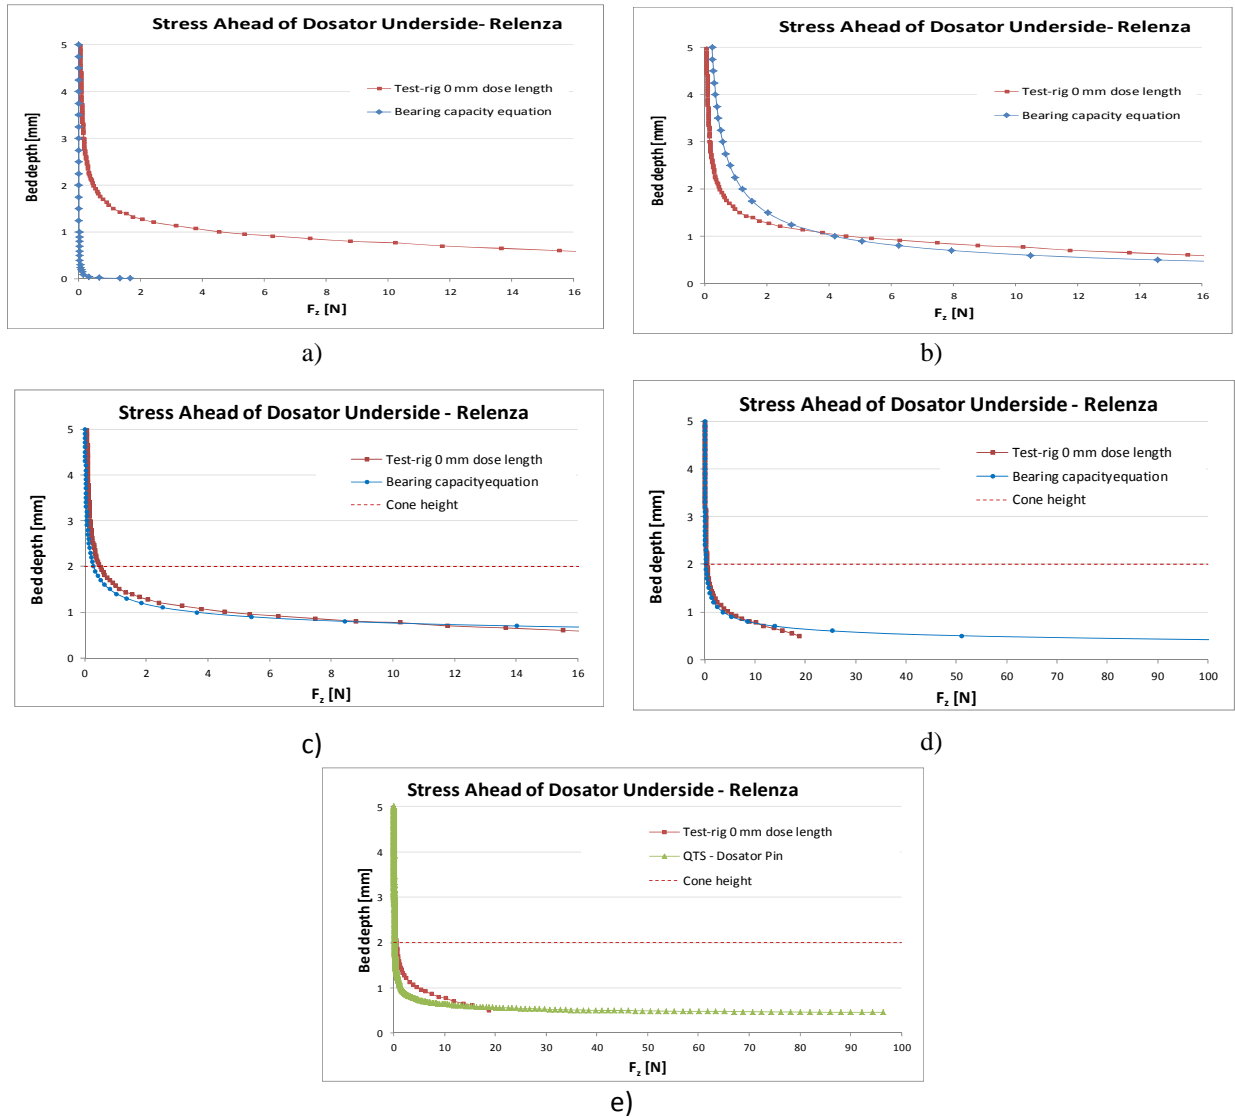 Stress Ahead of Dosator Underside- Relenza
5
4
3
2
1
0
Bed depth [mm]
Test-rig 0 mm dose length
Bearing capacity equation
0 2 4 6 8 10 12 14 16
Fz [N]
a)
Stress Ahead of Dosator Underside- Relenza
5
4
3
2
1
0
Bed depth [mm]
Test-rig 0 mm dose length
Bearing capacity equation
0 2 4 6 8 10 12 14 16
Fz [N]
b)
Stress Ahead of Dosator Underside - Relenza
5
4
3
2
1
0
Bed depth [mm]
Test-rig 0 mm dose length
Bearing capacityequation
Cone height
0 2 4 6 8 10 12 14 16
Fz [N]
c)
Stress Ahead of Dosator Underside - Relenza
5
4
3
2
1
0
Bed depth [mm]
Test-rig 0 mm dose length
Bearing capacityequation
Cone height
0 10 20 30 40 50 60 70 80 90 100
Fz [N]
d)
Stress Ahead of Dosator Underside - Relenza
5
4
3
2
1
0
Bed depth [mm]
Test-rig 0 mm dose length
QTS - Dosator Pin
Cone height
0 10 20 30 40 50 60 70 80 90 100
Fz [N]
e)